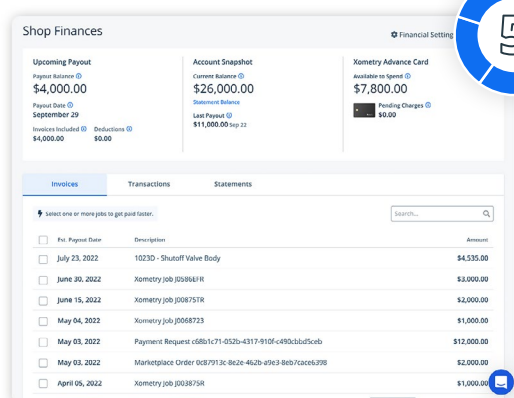 Shop Finances
Financial Setting
Upcoming Payout
Account Snapshot
Xometry Advance Card
Payout Balance
Current Balance
Available to Spend
$4,000.00
$26,000.00
$7,800.00
Payout Date
Statement Balance
September 29
Pending Charges
$0.00
Last Payout
$11,000.00 Sep 22
Invoices Included
Deductions
$4,000.00
$0.00
Invoices
Transactions
Statements
Select one or more jobs to get paid faster.
Search...
Est. Payout Date
Description
Amount
July 23, 2022
1023D - Shutoff Valve Body
$4,535.00
June 30, 2022
Xometry Job J0586EFR
$3,000.00
June 15, 2022
Xometry Job J00875TR
$2,000.00
May 04, 2022
Xometry Job J0068723
$1,000.00
May 03, 2022
Payment Request c68b1c71-052b-4317-910f-c490cbbd5ceb
$12,000.00
May 03, 2022
Marketplace Order 0c87913c-8e2e-462b-a9e3-8eb7cace6398
$2,000.00
April 05, 2022
Xometry Job J003875R
$1,000.00